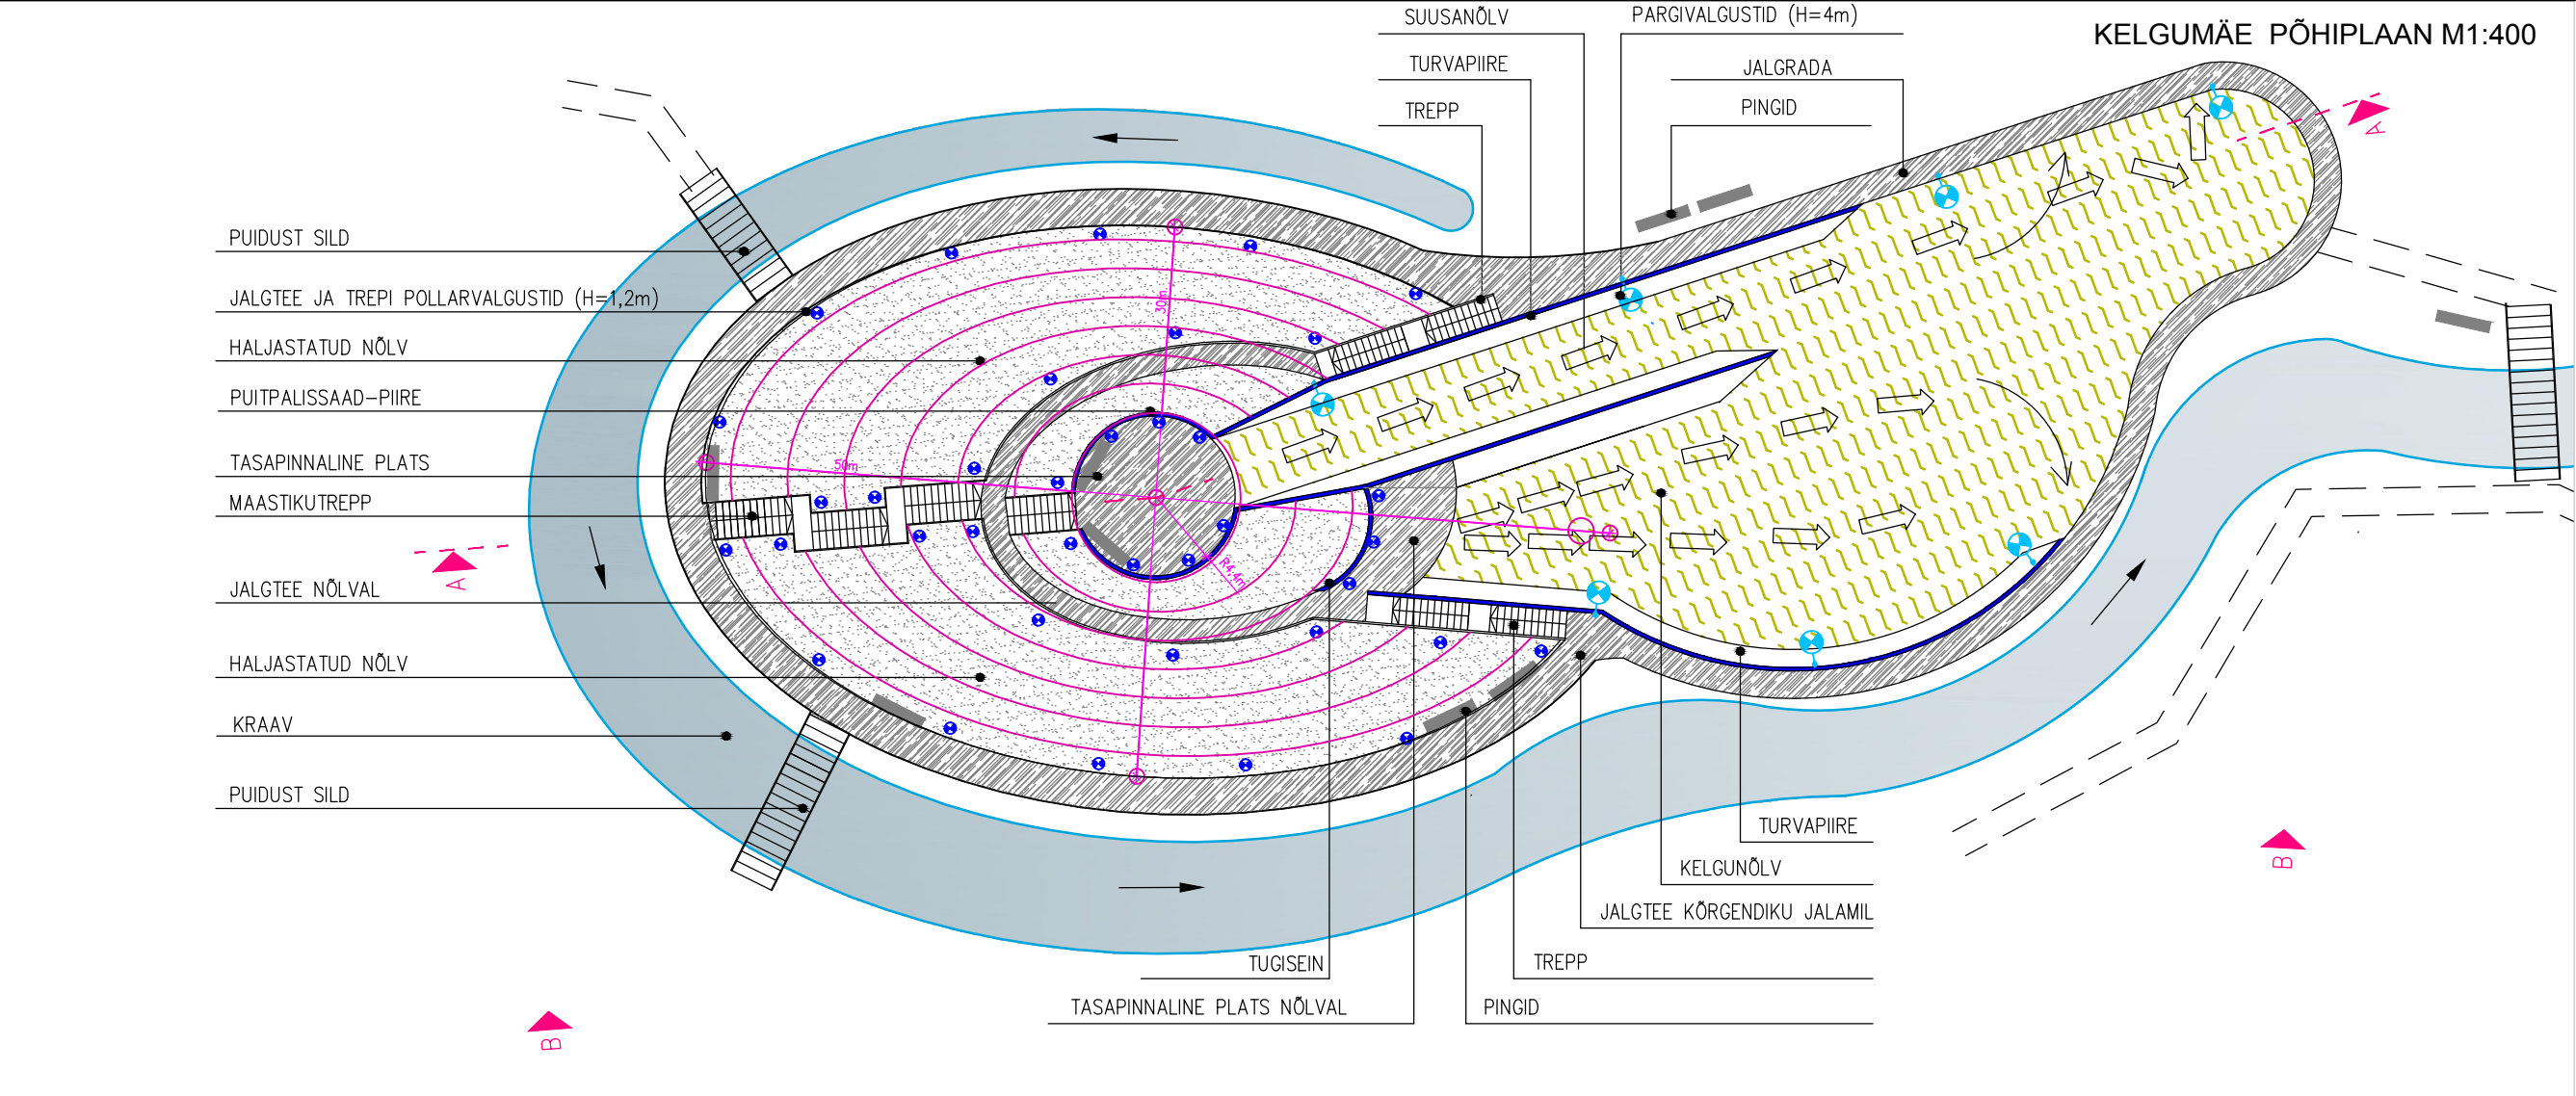 KELGUMÄE PÕHIPLAAN M1:400
SUUSANÕLV
PARGIVALGUSTID (H=4m)
TURVAPIIRE
JALGRADA
TREPP
PINGID
A
PUIDUST SILD
JALGTEE JA TREPI POLLARVALGUSTID (H=1,2m)
HALJASTATUD NÕLV
PUITPALISSAAD-PIIRE
TASAPINNALINE PLATS
MAASTIKUTREPP
30m
50m
R4,4m
A
JALGTEE NÕLVAL
HALJASTATUD NÕLV
KRAAV
PUIDUST SILD
TURVAPIIRE
KELGUNÕLV
JALGTEE KÕRGENDIKU JALAMIL
TUGISEIN
TREPP
TASAPINNALINE PLATS NÕLVAL
PINGID
B
B